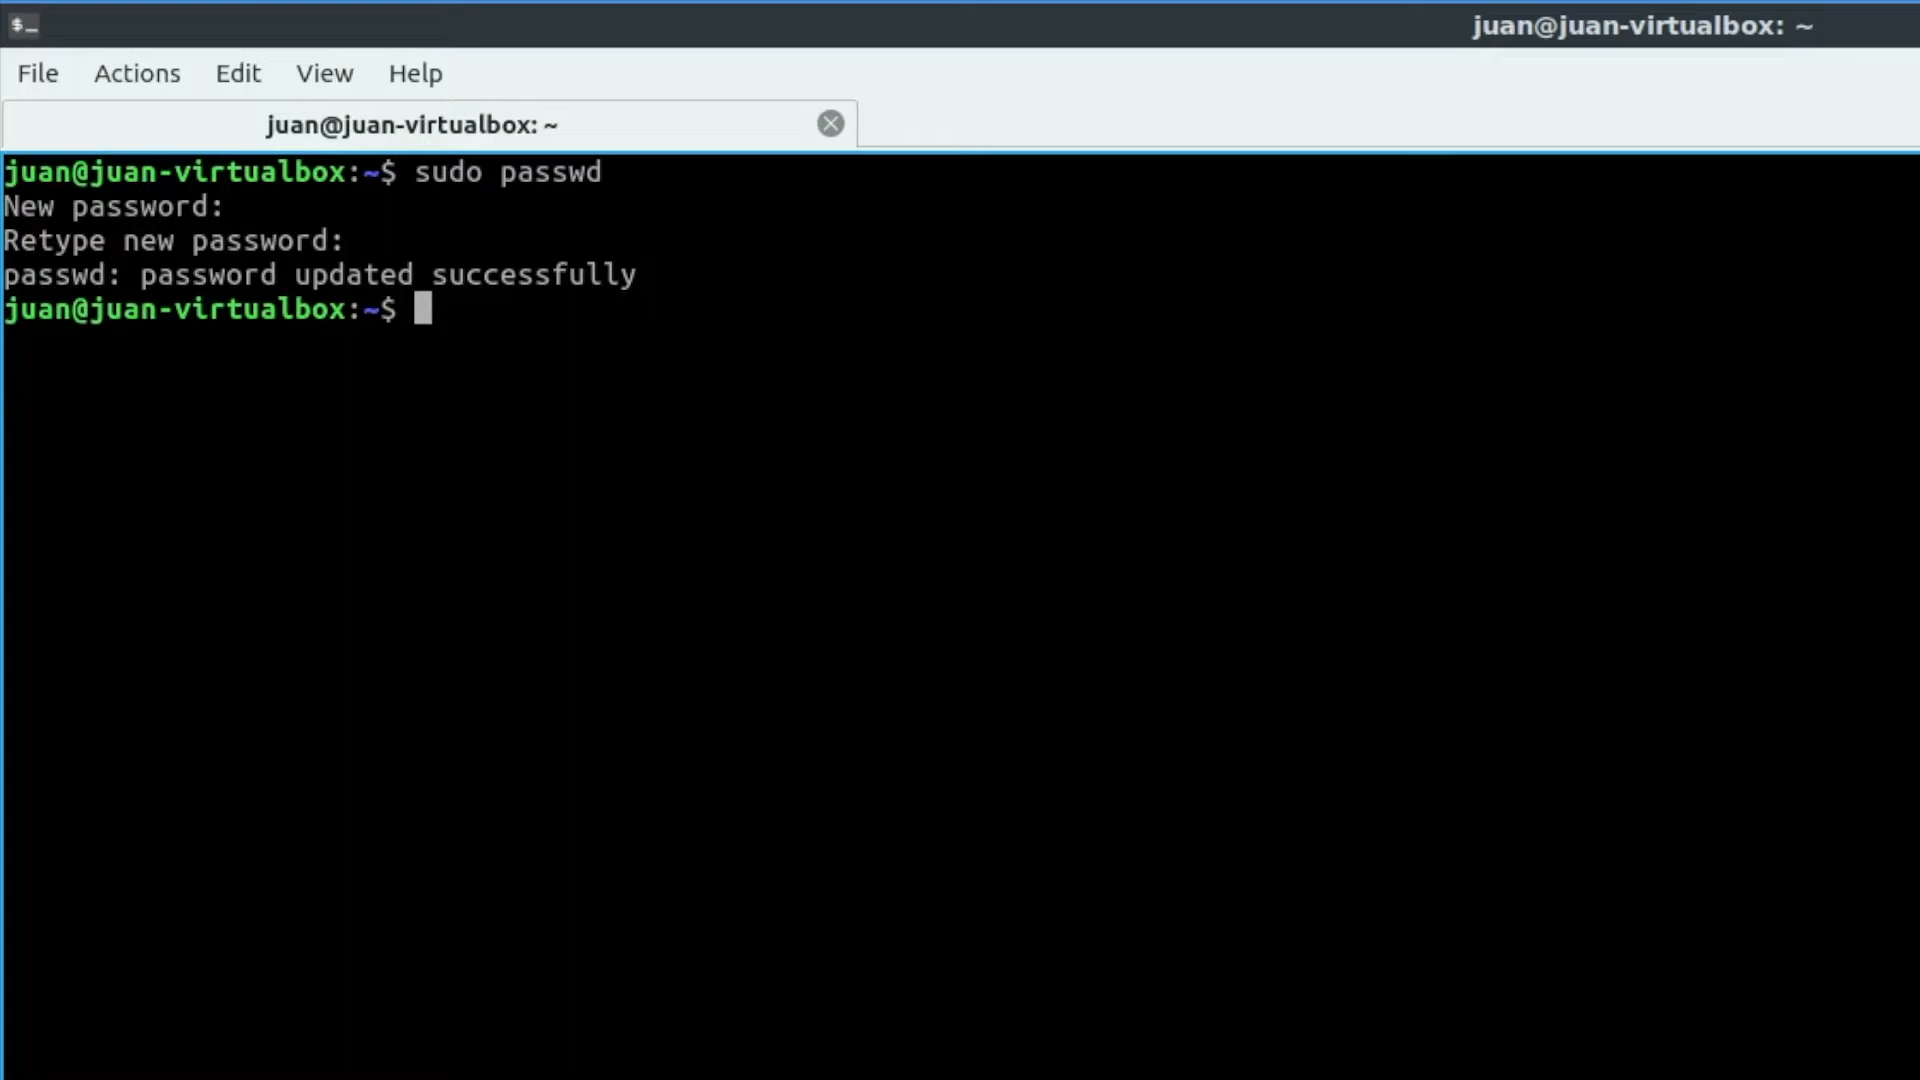 $_
juan@juan-virtualbox: ~
File Actions Edit View Help
juan@juan-virtualbox: ~
juan@juan-virtualbox:~$ sudo passwd
New password:
Retype new password:
passwd: password updated successfully
juan@juan-virtualbox:~$